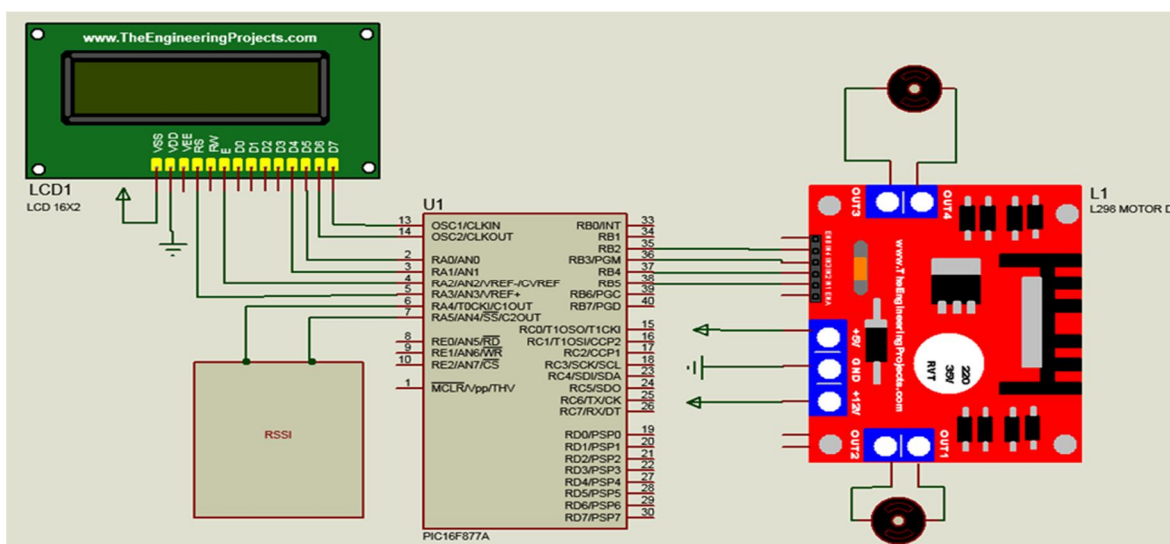 www.TheEngineeringProjects.com
VSS
VDD
VEE
RS
RW
E
D0
D1
D2
D3
D4
D5
D6
D7
LCD1
LCD 16X2
U1
13 OSC1/CLKIN
14 OSC2/CLKOUT
2 RA0/AN0
3 RA1/AN1
4 RA2/AN2/VREF-/CVREF
5 RA3/AN3/VREF+
6 RA4/T0CKI/C1OUT
7 RA5/AN4/SS/C2OUT
8 RE0/AN5/RD
9 RE1/AN6/WR
10 RE2/AN7/CS
1 MCLR/Vpp/THV
RB0/INT 33
RB1 34
RB2 35
RB3/PGM 36
RB4 37
RB5 38
RB6/PGC 39
RB7/PGD 40
RC0/T1OSO/T1CKI 15
RC1/T1OSI/CCP2 16
RC2/CCP1 17
RC3/SCK/SCL 18
RC4/SDI/SDA 23
RC5/SDO 24
RC6/TX/CK 25
RC7/RX/DT 26
RD0/PSP0 19
RD1/PSP1 20
RD2/PSP2 21
RD3/PSP3 22
RD4/PSP4 27
RD5/PSP5 28
RD6/PSP6 29
RD7/PSP7 30
PIC16F877A
RSSI
L1
L298 MOTOR D
OUT3
OUT4
www.TheEngineeringProjects.com
+5V
GND
+12V
220
35V
RVT
OUT2
OUT1